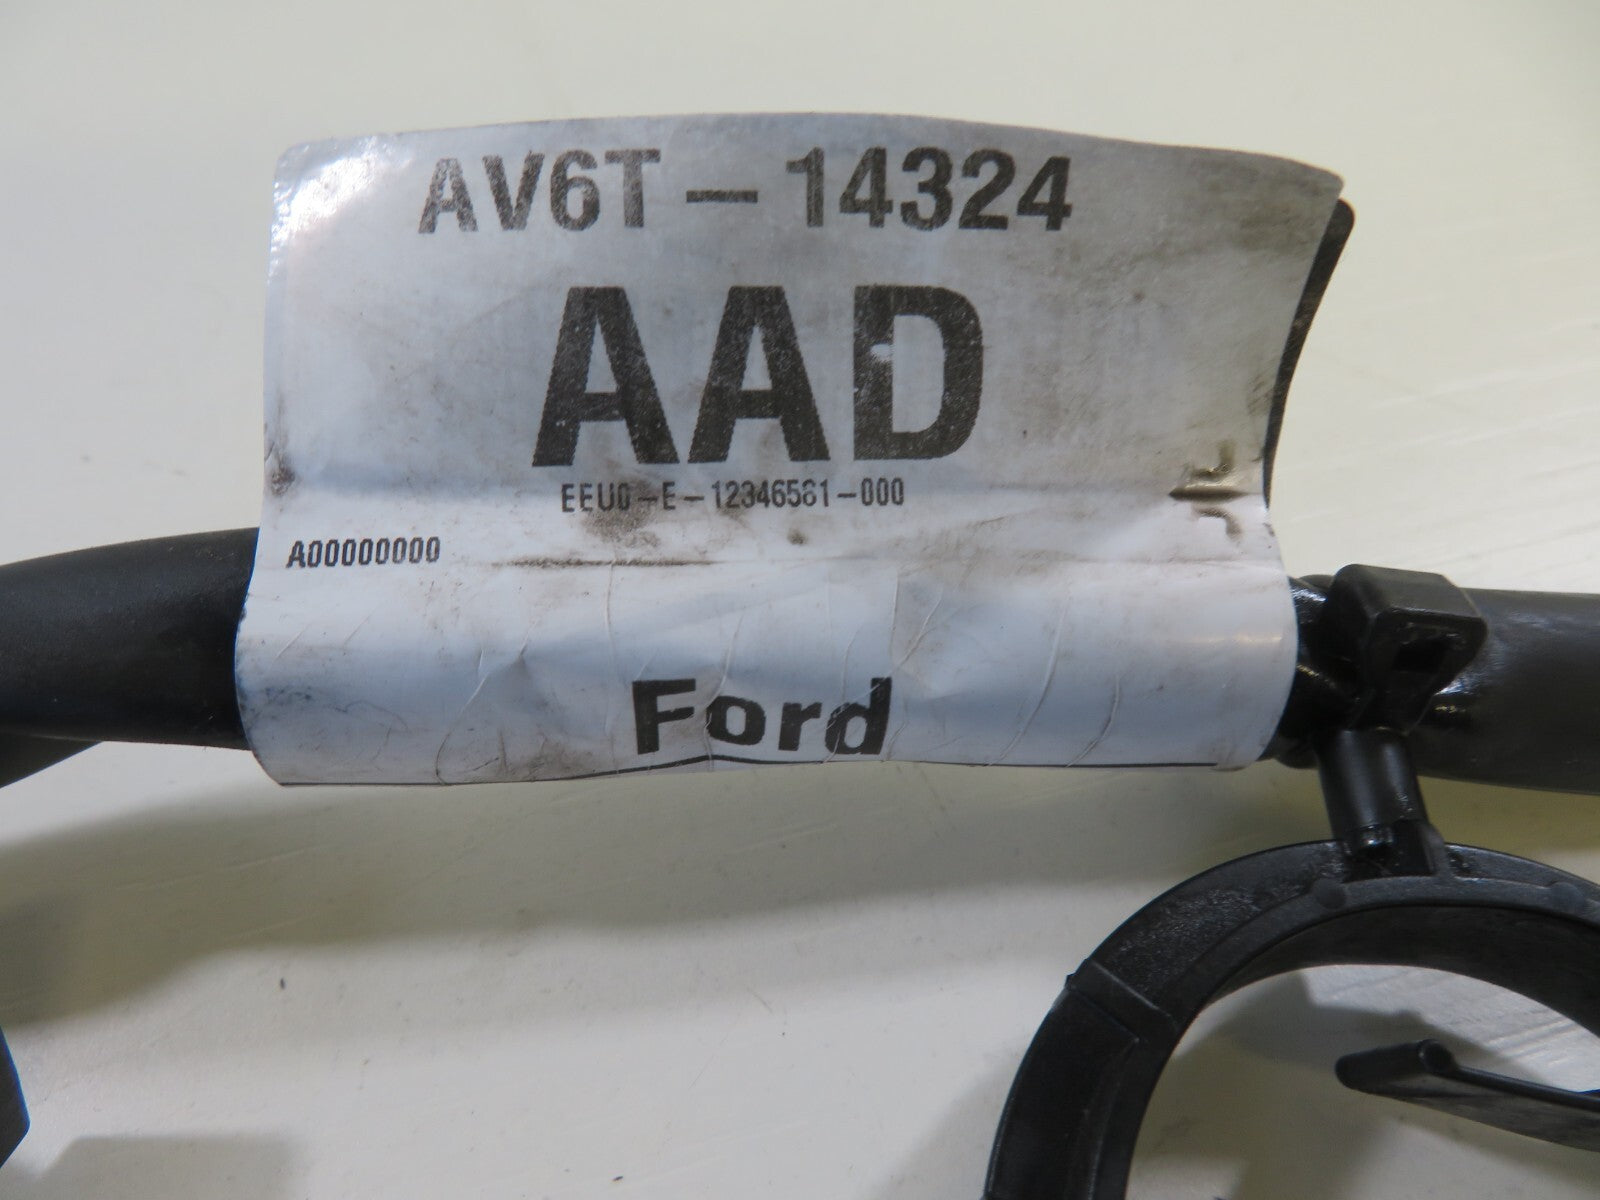 AV6T-14324
AAD
EEU0-E-12346581-000
A00000000
Ford